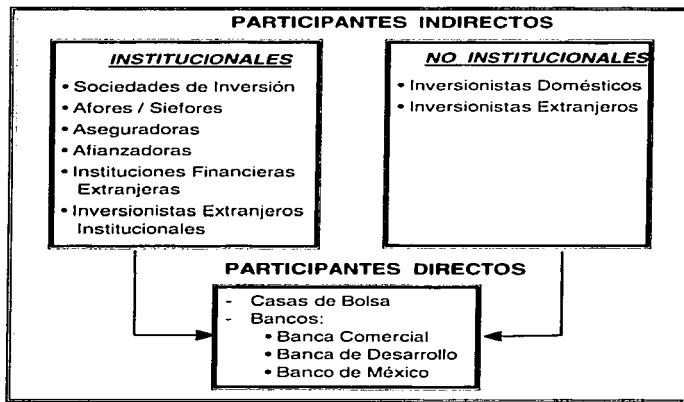 PARTICIPANTES INDIRECTOS
INSTITUCIONALES
• Sociedades de Inversión
• Afores / Siefores
• Aseguradoras
• Afianzadoras
• Instituciones Financieras
Extranjeras
• Inversionistas Extranjeros
Institucionales
NO INSTITUCIONALES
• Inversionistas Domésticos
• Inversionistas Extranjeros
PARTICIPANTES DIRECTOS
- Casas de Bolsa
- Bancos:
• Banca Comercial
• Banca de Desarrollo
• Banco de México